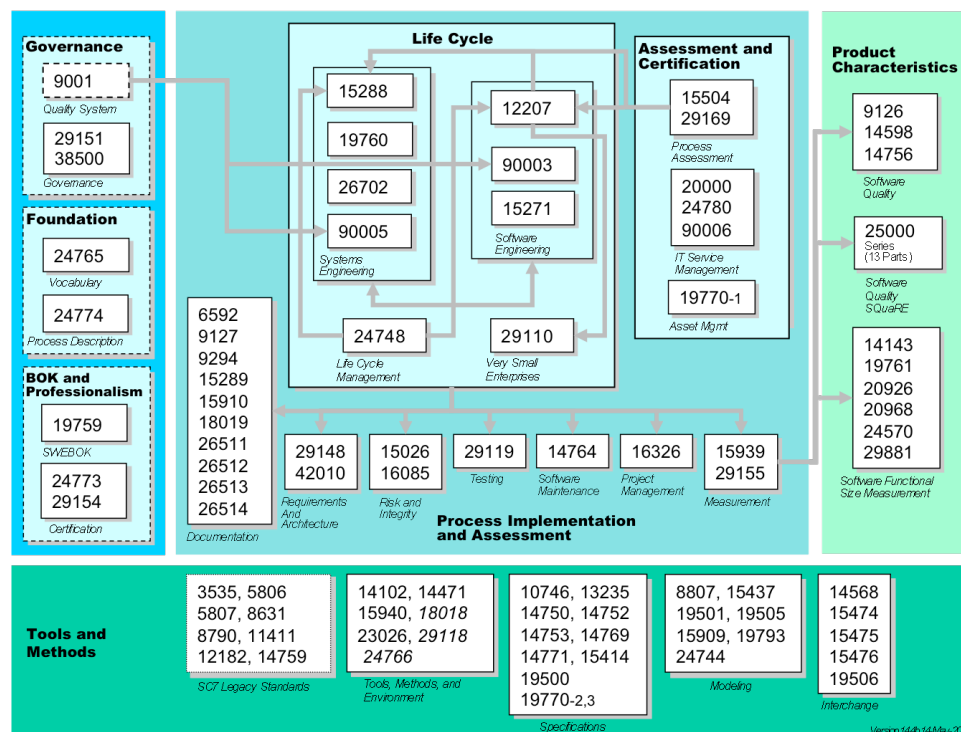 Governance
9001
Quality System
29151
38500
Governance
Foundation
24765
Vocabulary
24774
Process Description
BOK and
Professionalism
19759
SWEBOK
24773
29154
Certification
Life Cycle
15288
19760
26702
90005
Systems
Engineering
12207
90003
15271
Software
Engineering
24748
Life Cycle
Management
29110
Very Small
Enterprises
Assessment and
Certification
15504
29169
Process
Assessment
20000
24780
90006
IT Service
Management
19770-1
Asset Mgmt
6592
9127
9294
15289
15910
18019
26511
26512
26513
26514
Documentation
29148
42010
Requirements
And
Architecture
15026
16085
Risk and
Integrity
29119
Testing
14764
Software
Maintenance
16326
Project
Management
15939
29155
Measurement
Process Implementation
and Assessment
Product
Characteristics
9126
14598
14756
Software
Quality
25000
Series
(13 Parts)
Software
Quality
SQuaRE
14143
19761
20926
20968
24570
29881
Software Functional
Size Measurement
Tools and
Methods
3535, 5806
5807, 8631
8790, 11411
12182, 14759
SC7 Legacy Standards
14102, 14471
15940, 18018
23026, 29118
24766
Tools, Methods, and
Environment
10746, 13235
14750, 14752
14753, 14769
14771, 15414
19500
19770-2,3
Specifications
8807, 15437
19501, 19505
15909, 19793
24744
Modeling
14568
15474
15475
15476
19506
Interchange